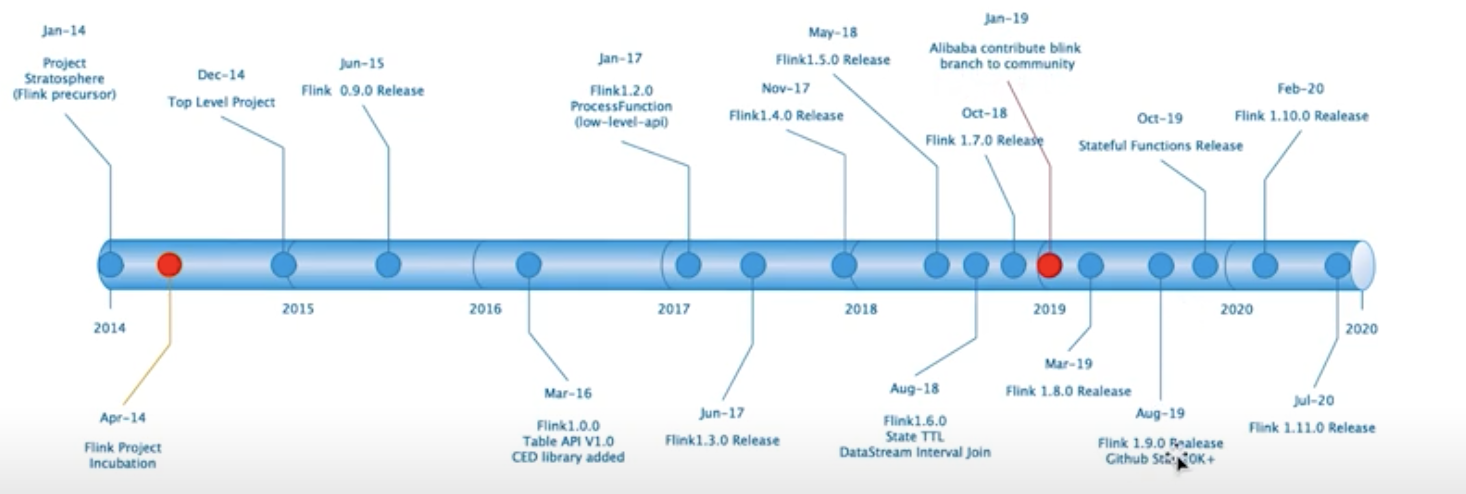 Jan-14
Project
Stratosphere
(Flink precursor)
Dec-14
Top Level Project
Jun-15
Flink 0.9.0 Release
Jan-17
Flink1.2.0
ProcessFunction
(low-level-api)
Nov-17
Flink1.4.0 Release
May-18
Flink1.5.0 Release
Oct-18
Flink 1.7.0 Release
Jan-19
Alibaba contribute blink
branch to community
Oct-19
Stateful Functions Release
Feb-20
Flink 1.10.0 Realease
2014
2015
2016
2017
2018
2019
2020
2020
Apr-14
Flink Project
Incubation
Mar-16
Flink1.0.0
Table API V1.0
CED library added
Jun-17
Flink1.3.0 Release
Aug-18
Flink1.6.0
State TTL
DataStream Interval Join
Mar-19
Flink 1.8.0 Realease
Aug-19
Flink 1.9.0 Realease
Github
Jul-20
Flink 1.11.0 Release